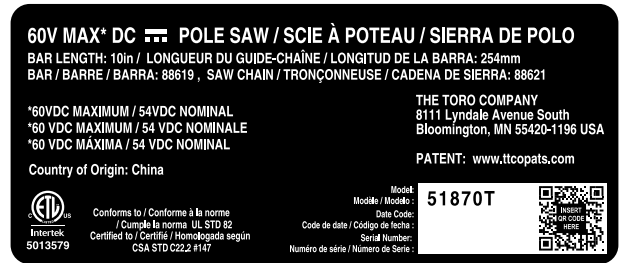 60V MAX* DC POLE SAW / SCIE À POTEAU / SIERRA DE POLO
BAR LENGTH: 10in / LONGUEUR DU GUIDE-CHAÎNE / LONGITUD DE LA BARRA: 254mm
BAR / BARRE / BARRA: 88619 , SAW CHAIN / TRONÇONNEUSE / CADENA DE SIERRA: 88621
*60VDC MAXIMUM / 54VDC NOMINAL
*60 VDC MAXIMUM / 54 VDC NOMINALE
*60 VDC MÁXIMA / 54 VDC NOMINAL
Country of Origin: China
THE TORO COMPANY
8111 Lyndale Avenue South
Bloomington, MN 55420-1196 USA
PATENT: www.ttcopats.com
ETL
C US
Intertek
5013579
Conforms to / Conforme à la norme
/ Cumple la norma UL STD 82
Certified to / Certifié / Homologada según
CSA STD C22.2 #147
Model:
Modèle / Modelo :
Date Code:
Code de date / Código de fecha :
Serial Number:
Numéro de série / Número de Serie :
51870T
INSERT
QR CODE
HERE